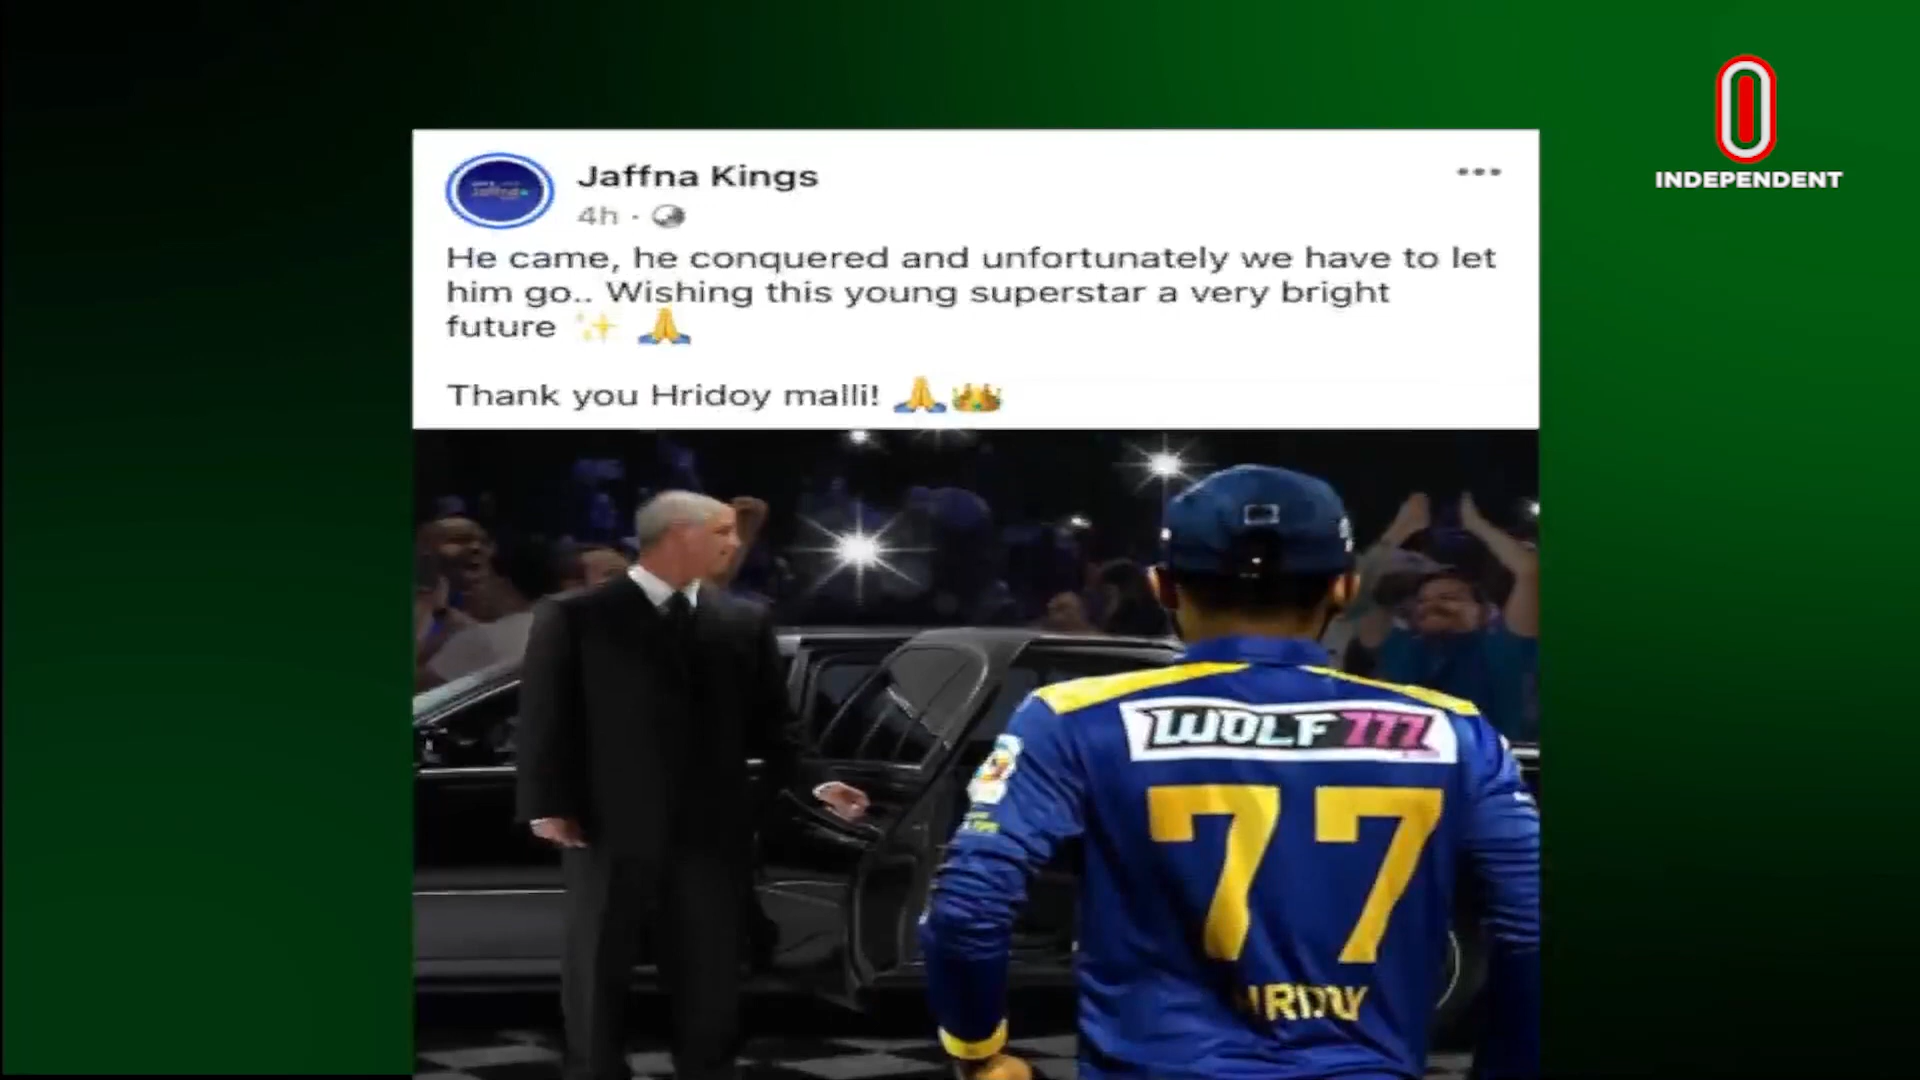 INDEPENDENT
Jaffna Kings
4h ·
He came, he conquered and unfortunately we have to let
him go.. Wishing this young superstar a very bright
future ✨ 🙏
Thank you Hridoy malli! 🙏👑
WOLF777
77
HRIDOY